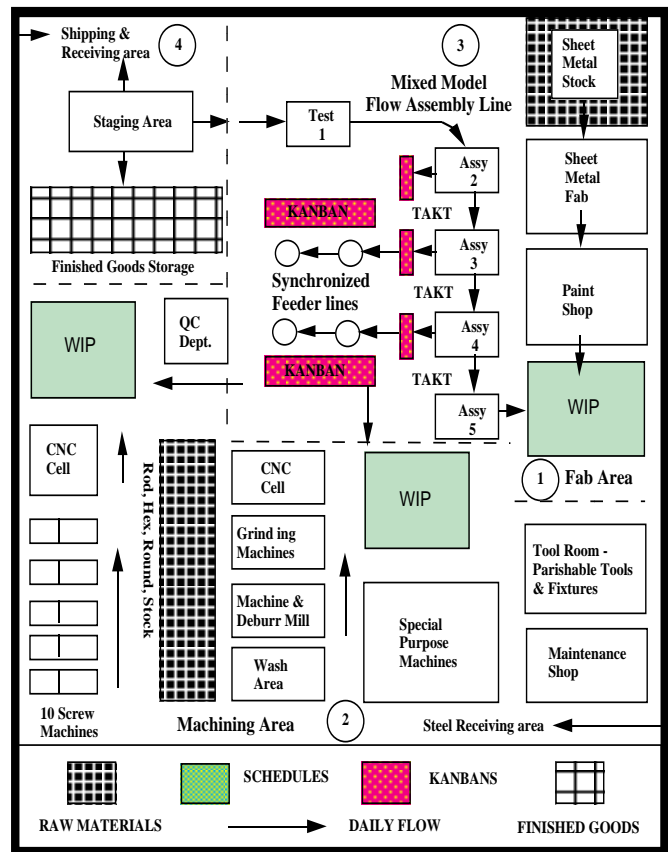 Shipping &
Receiving area
4
Staging Area
Finished Goods Storage
3
Mixed Model
Flow Assembly Line
Test
1
Assy
2
TAKT
KANBAN
Assy
3
Synchronized
Feeder lines
TAKT
Assy
4
KANBAN
TAKT
Assy
5
Sheet
Metal
Stock
Sheet
Metal
Fab
Paint
Shop
WIP
1
Fab Area
WIP
QC
Dept.
CNC
Cell
10 Screw
Machines
Rod, Hex, Round, Stock
CNC
Cell
Grind ing
Machines
Machine &
Deburr Mill
Wash
Area
Machining Area
2
WIP
Special
Purpose
Machines
Tool Room -
Parishable Tools
& Fixtures
Maintenance
Shop
Steel Receiving area
SCHEDULES
KANBANS
RAW MATERIALS
DAILY FLOW
FINISHED GOODS